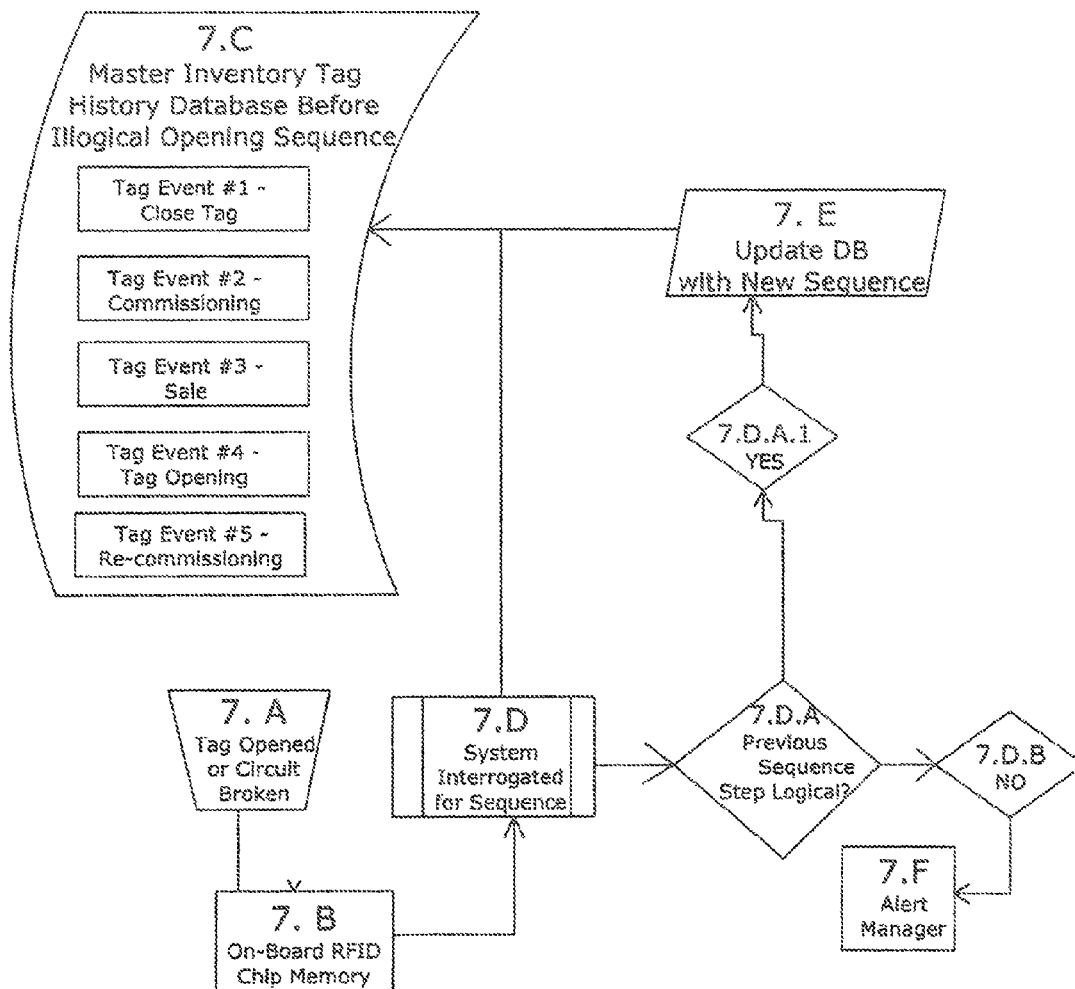 7.C
Master Inventory Tag
History Database Before
Illogical Opening Sequence
Tag Event #1 -
Close Tag
Tag Event #2 -
Commissioning
Tag Event #3 -
Sale
Tag Event #4 -
Tag Opening
Tag Event #5 -
Re-commissioning
7. E
Update DB
with New Sequence
7.D.A.1
YES
7. A
Tag Opened
or Circuit
Broken
7.D
System
Interrogated
for Sequence
7.D.A
Previous
Sequence
Step Logical?
7.D.B
NO
7. B
On-Board RFID
Chip Memory
7.F
Alert
Manager